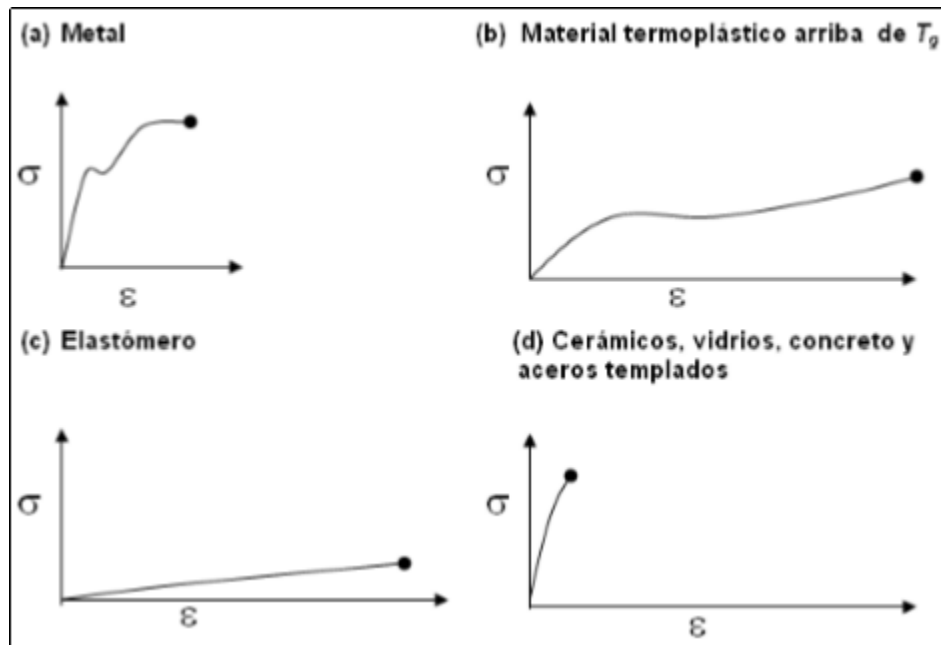 (a) Metal
(b) Material termoplástico arriba de Tg
σ
ε
σ
ε
(c) Elastómero
(d) Cerámicos, vidrios, concreto y
aceros templados
σ
ε
σ
ε